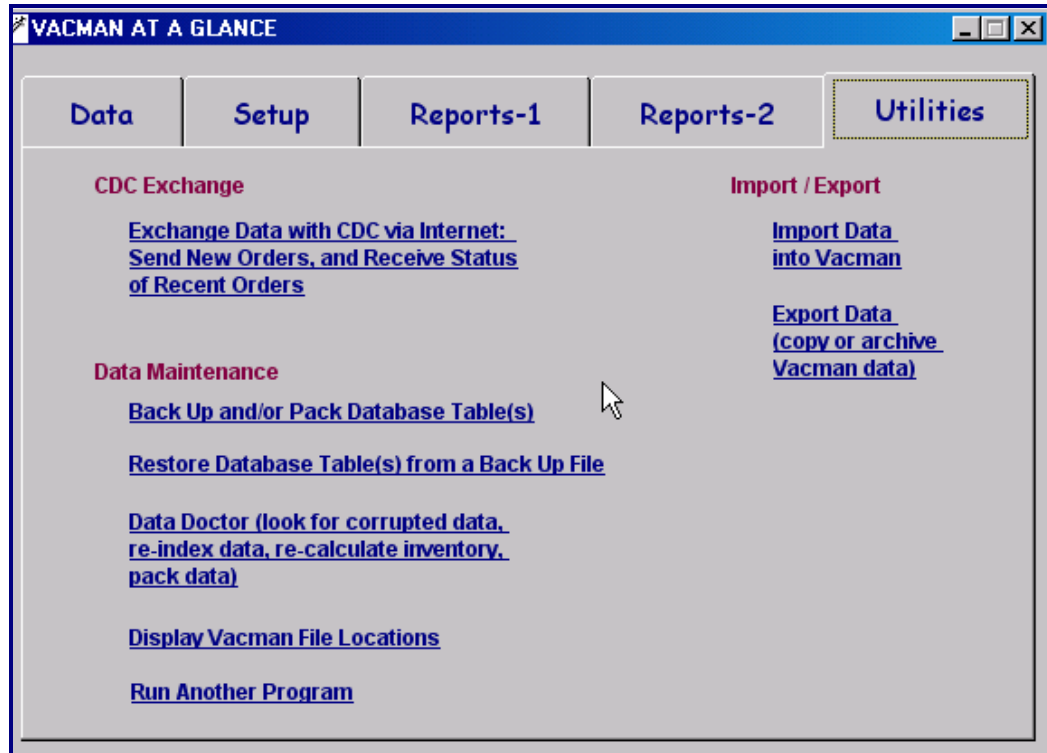 VACMAN AT A GLANCE
Data
Setup
Reports-1
Reports-2
Utilities
CDC Exchange
Exchange Data with CDC via Internet:
Send New Orders, and Receive Status
of Recent Orders
Data Maintenance
Back Up and/or Pack Database Table(s)
Restore Database Table(s) from a Back Up File
Data Doctor (look for corrupted data,
re-index data, re-calculate inventory,
pack data)
Display Vacman File Locations
Run Another Program
Import / Export
Import Data
into Vacman
Export Data
(copy or archive
Vacman data)